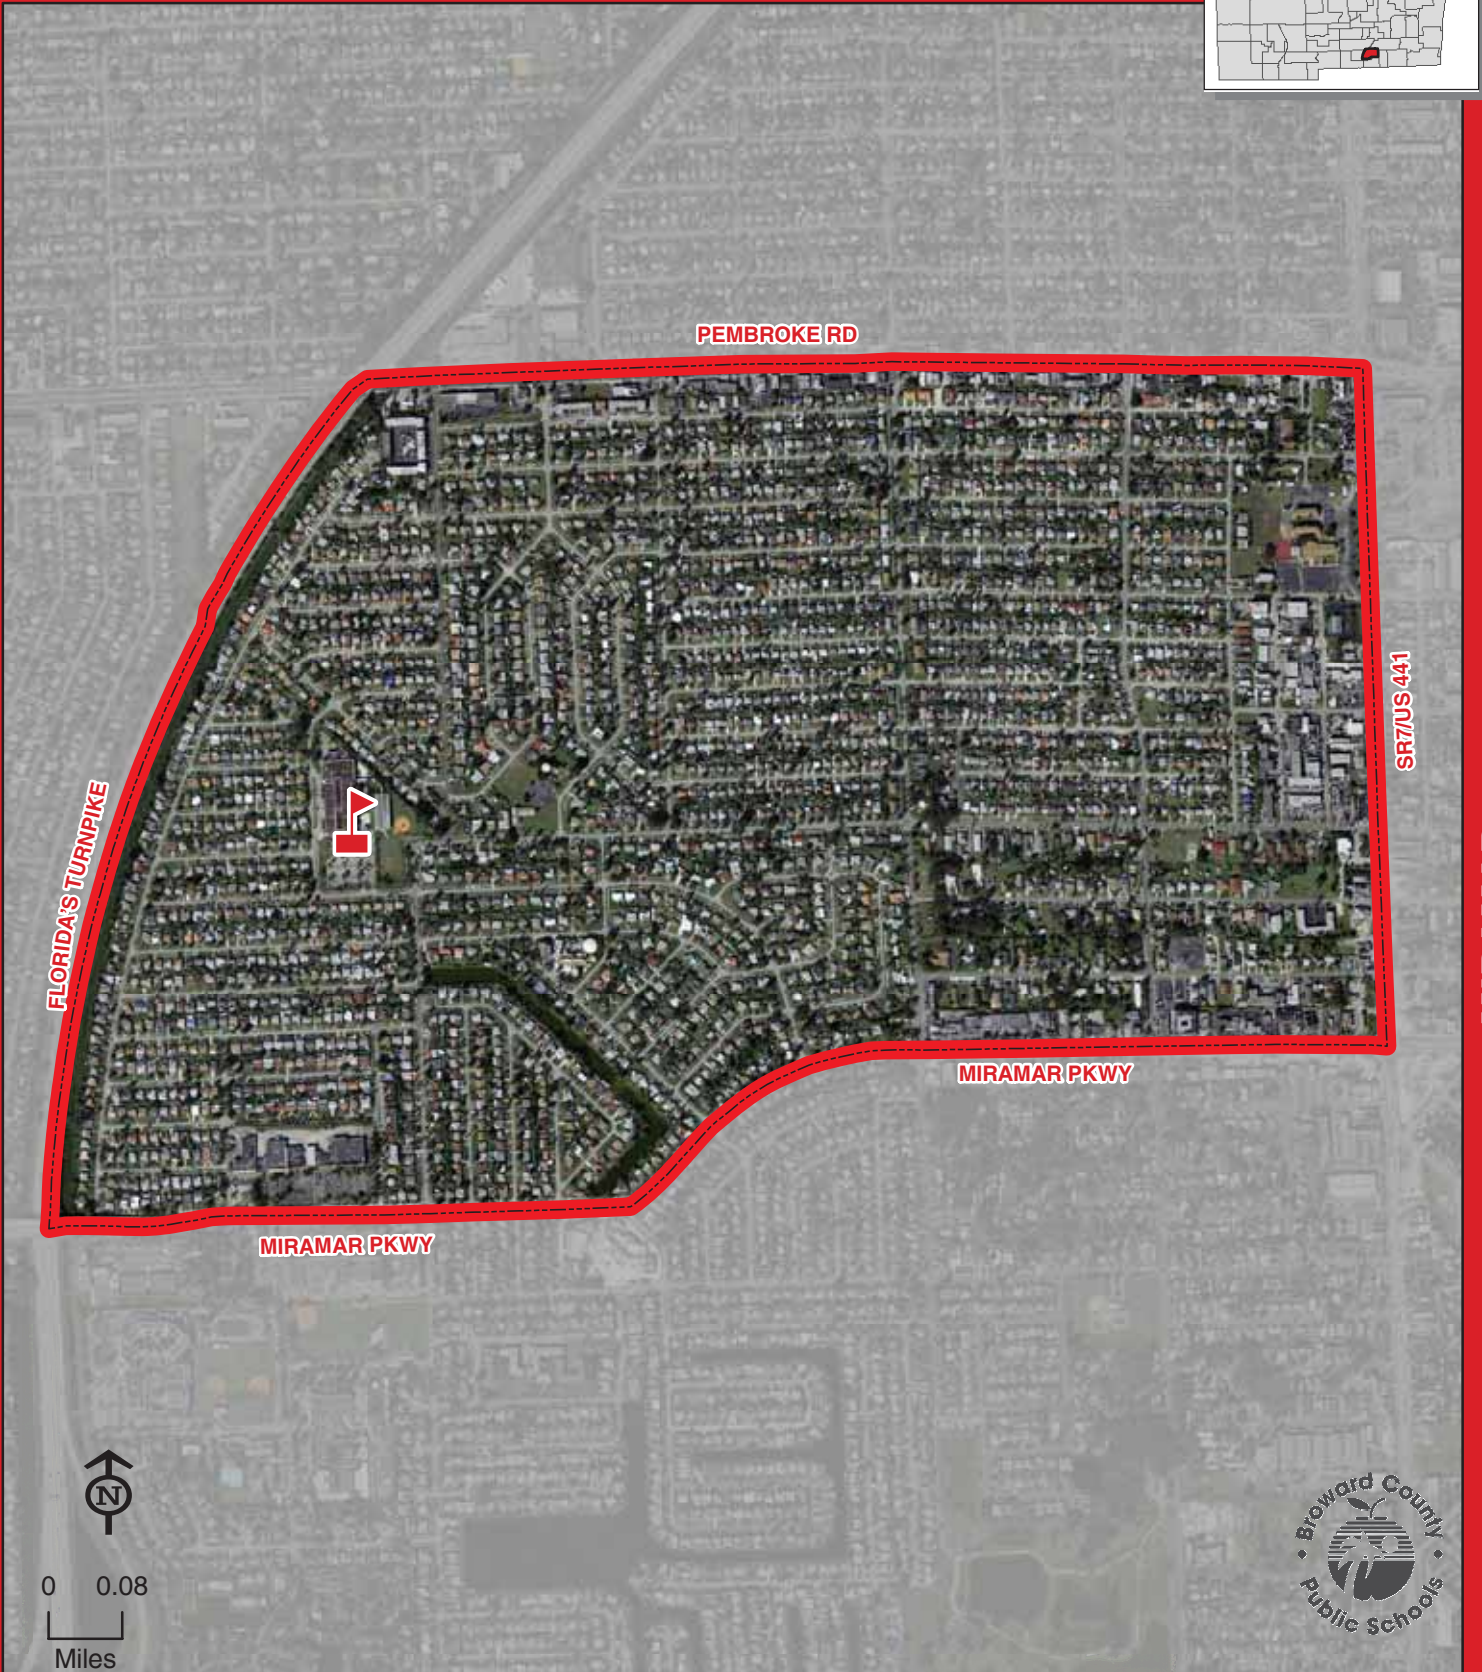 PEMBROKE RD
SR7/US 441
FLORIDA'S TURNPIKE
MIRAMAR PKWY
MIRAMAR PKWY
N
0 0.08
Miles
Broward County
Public Schools